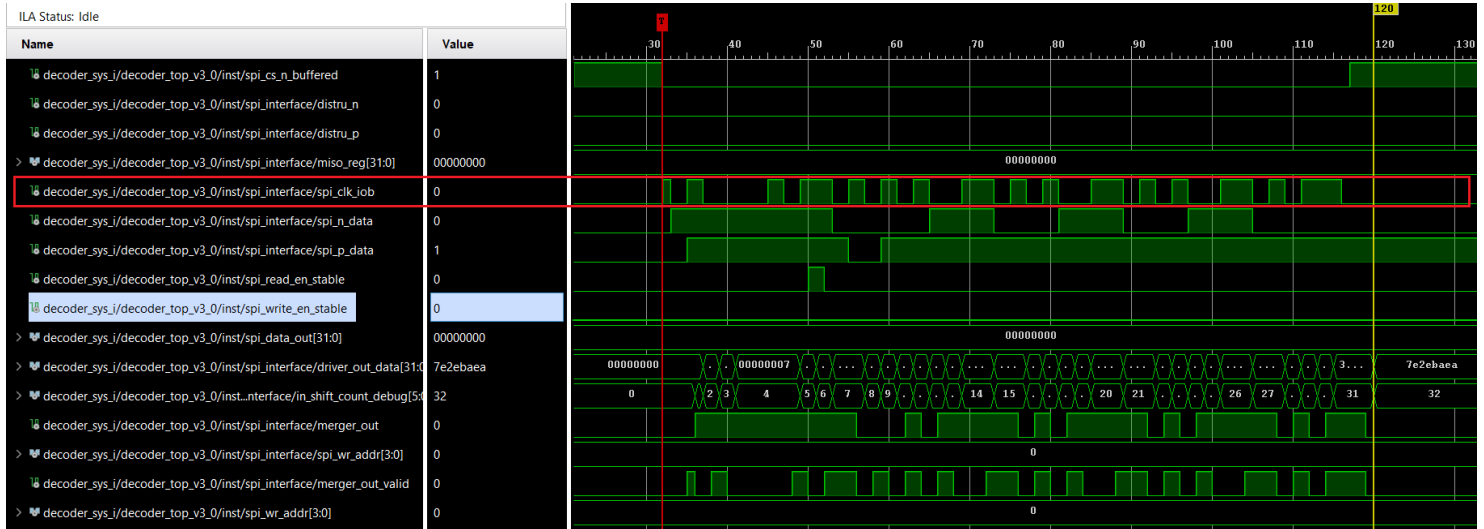 ILA Status: Idle
Name Value
120
T
30 40 50 60 70 80 90 100 110 120 130
decoder_sys_i/decoder_top_v3_0/inst/spi_cs_n_buffered 1
decoder_sys_i/decoder_top_v3_0/inst/spi_interface/distru_n 0
decoder_sys_i/decoder_top_v3_0/inst/spi_interface/distru_p 0
> decoder_sys_i/decoder_top_v3_0/inst/spi_interface/miso_reg[31:0] 00000000 00000000
decoder_sys_i/decoder_top_v3_0/inst/spi_interface/spi_clk_iob 0
decoder_sys_i/decoder_top_v3_0/inst/spi_interface/spi_n_data 0
decoder_sys_i/decoder_top_v3_0/inst/spi_interface/spi_p_data 1
decoder_sys_i/decoder_top_v3_0/inst/spi_read_en_stable 0
decoder_sys_i/decoder_top_v3_0/inst/spi_write_en_stable 0
> decoder_sys_i/decoder_top_v3_0/inst/spi_data_out[31:0] 00000000 00000000
> decoder_sys_i/decoder_top_v3_0/inst/spi_interface/driver_out_data[31:0 7e2ebaea 00000000 . . 00000007 . . ... . . . . . . ... ... . . . ... ... . . ... ... . . . 3... 7e2ebaea
> decoder_sys_i/decoder_top_v3_0/inst...nterface/in_shift_count_debug[5:0 32 0 2 3 4 5 6 7 8 9 . . . . 14 15 . . . 20 21 . . . 26 27 . . . 31 32
decoder_sys_i/decoder_top_v3_0/inst/spi_interface/merger_out 0
> decoder_sys_i/decoder_top_v3_0/inst/spi_interface/spi_wr_addr[3:0] 0 0
decoder_sys_i/decoder_top_v3_0/inst/spi_interface/merger_out_valid 0
> decoder_sys_i/decoder_top_v3_0/inst/spi_wr_addr[3:0] 0 0